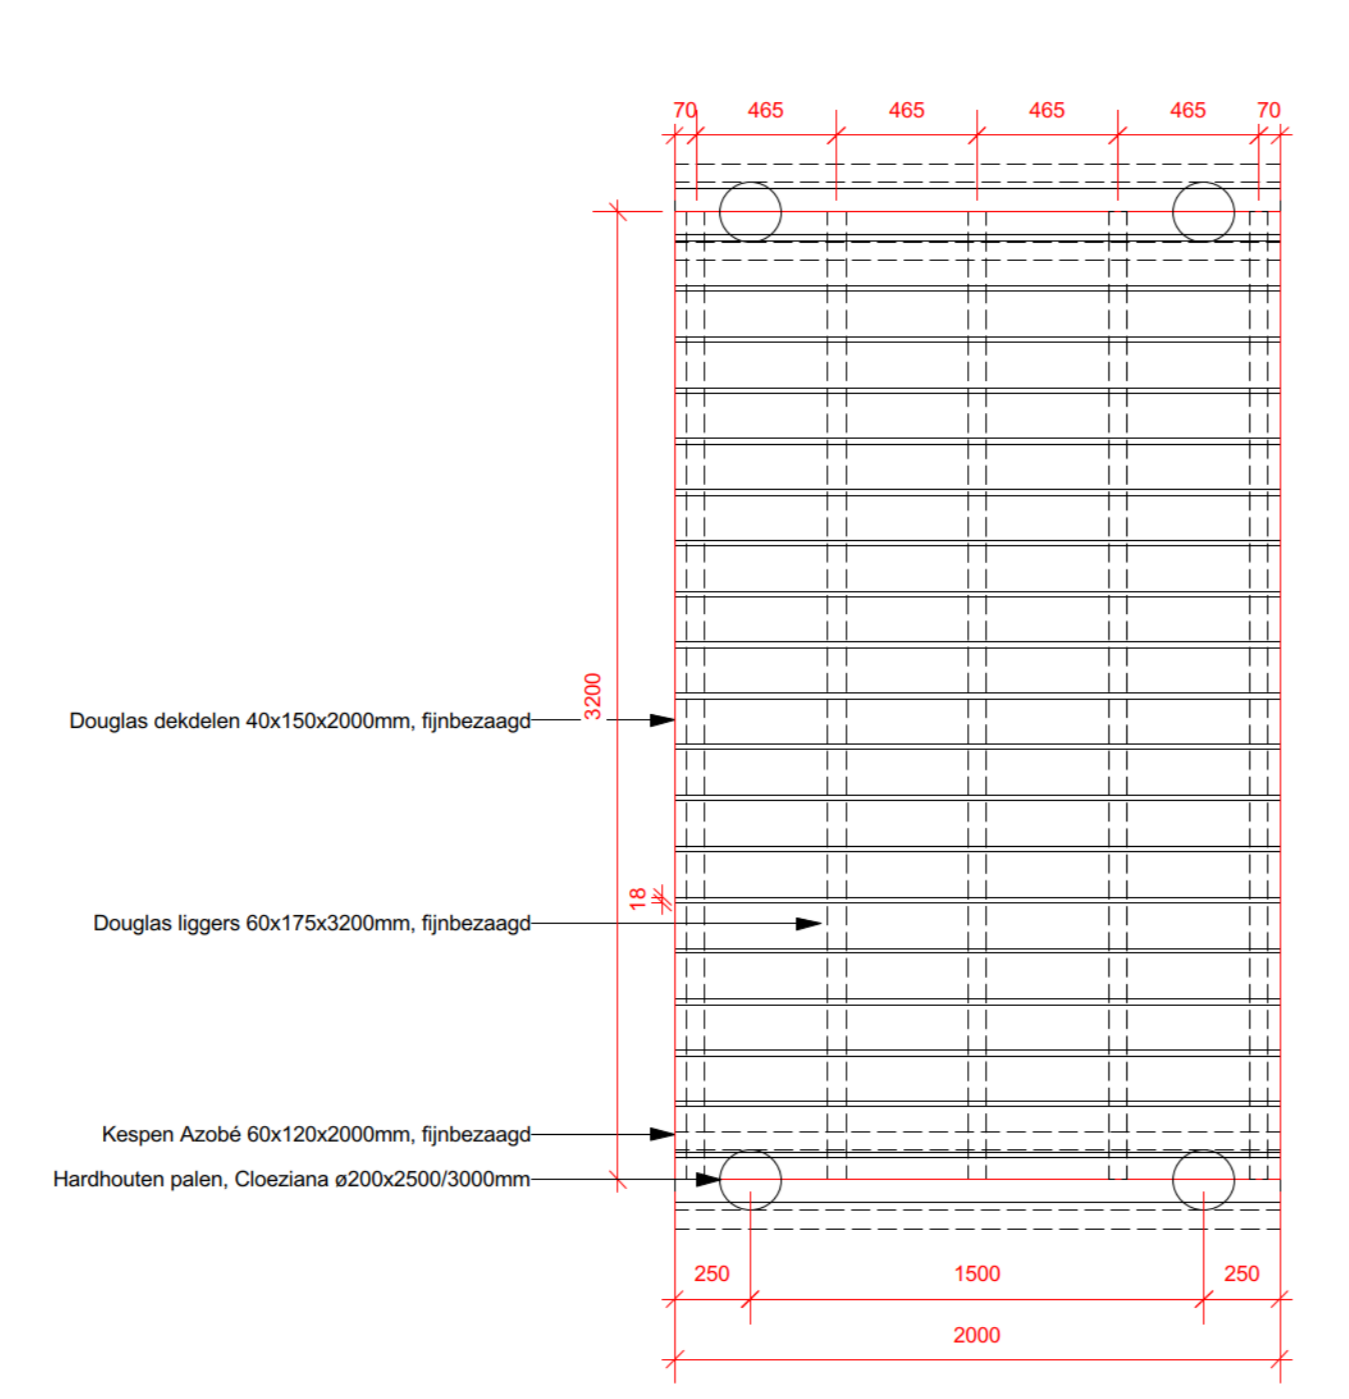 70 465 465 465 465 70
3200
Douglas dekdelen 40x150x2000mm, fijnbezaagd
18
Douglas liggers 60x175x3200mm, fijnbezaagd
Kespen Azobé 60x120x2000mm, fijnbezaagd
Hardhouten palen, Cloeziana ø200x2500/3000mm
250 1500 250
2000